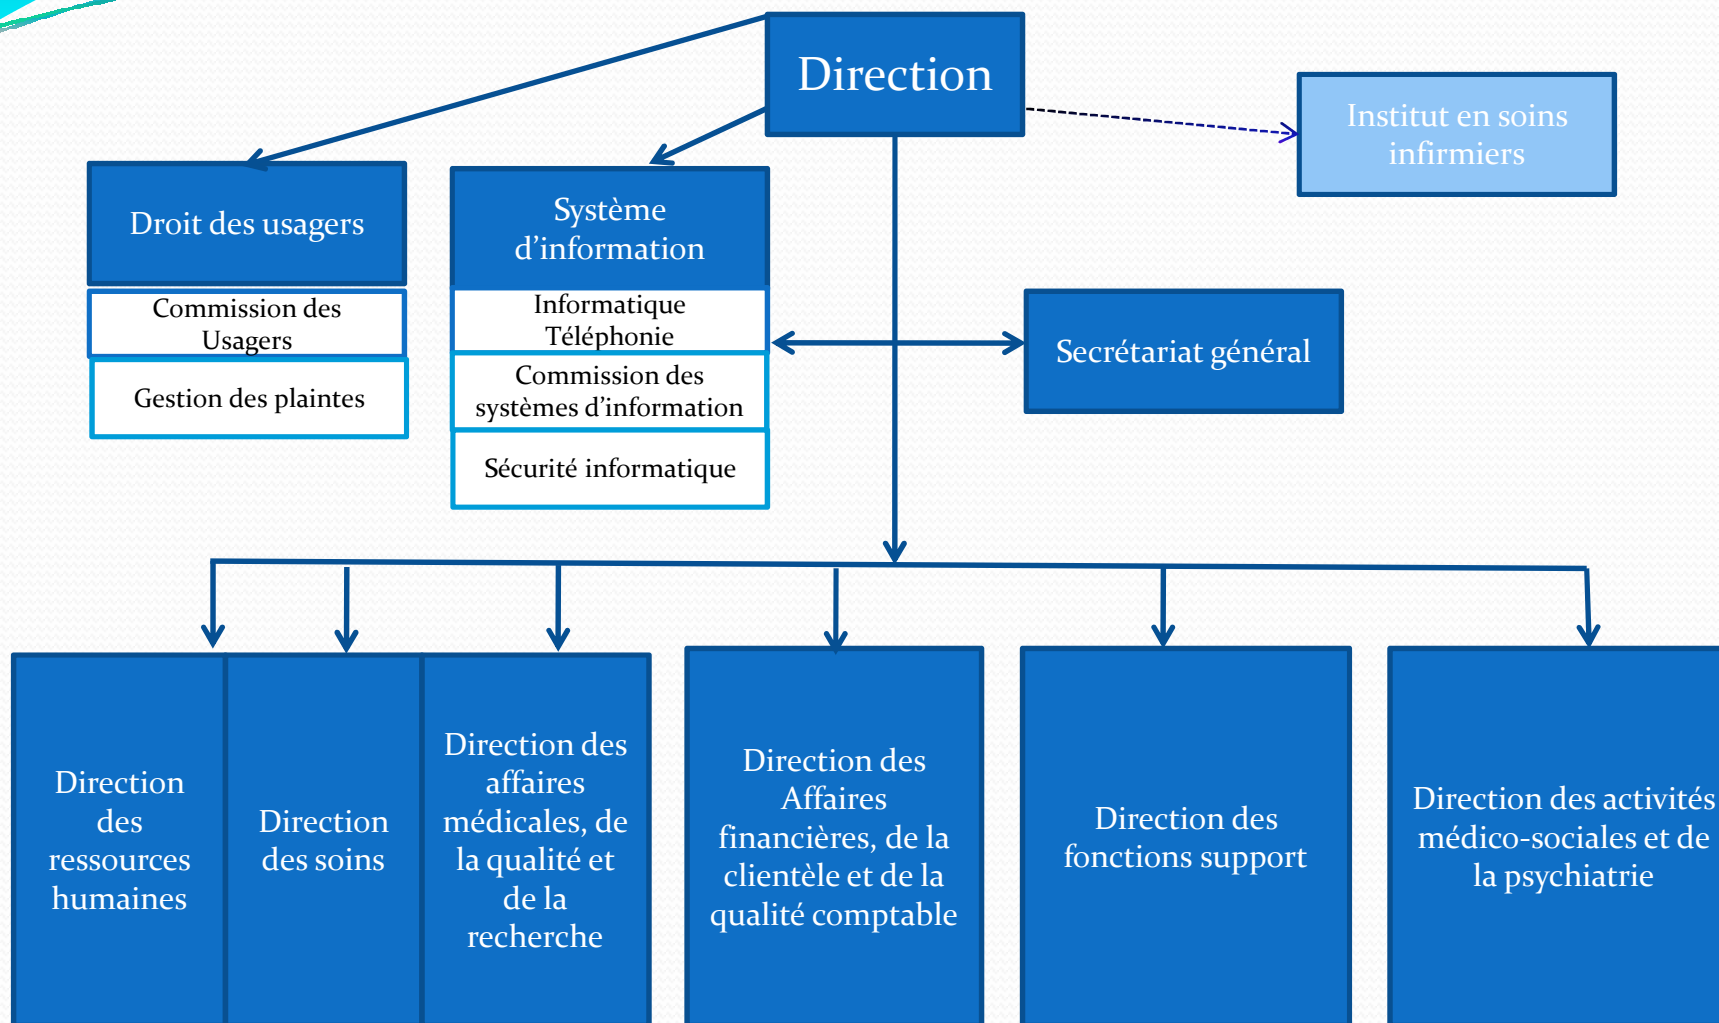 Direction
Institut en soins
infirmiers
Droit des usagers
Commission des
Usagers
Gestion des plaintes
Système
d’information
Informatique
Téléphonie
Commission des
systèmes d’information
Sécurité informatique
Secrétariat général
Direction
des
ressources
humaines
Direction
des soins
Direction des
affaires
médicales, de
la qualité et
de la
recherche
Direction des
Affaires
financières, de la
clientèle et de la
qualité comptable
Direction des
fonctions support
Direction des activités
médico-sociales et de
la psychiatrie